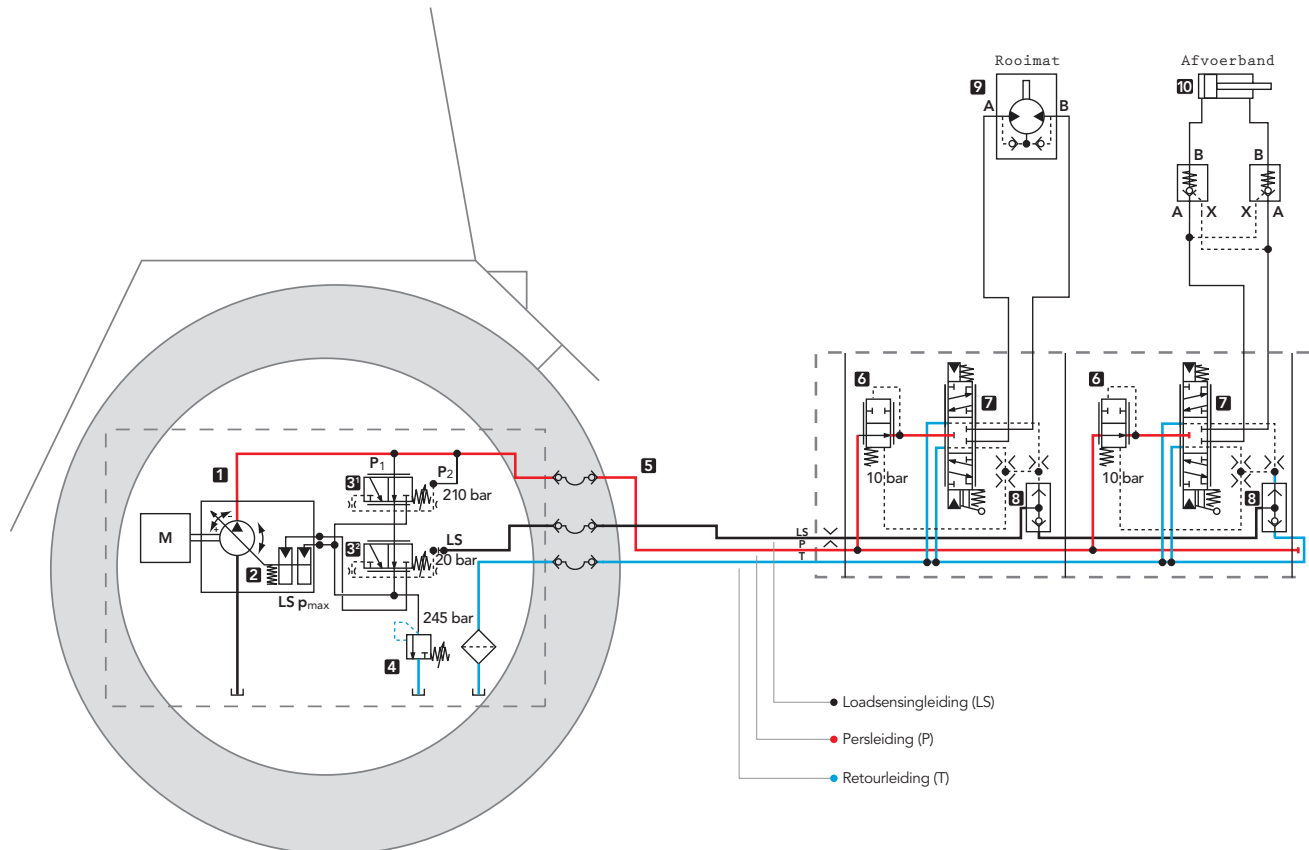 Rooimat
Afvoerband
9
10
A
B
B
B
A
X
X
A
6
7
6
7
10 bar
10 bar
8
8
1
P1
P2
3¹
210 bar
5
M
LS
3²
20 bar
2
LS pmax
245 bar
4
LS
P
T
Loadsensingleiding (LS)
Persleiding (P)
Retourleiding (T)